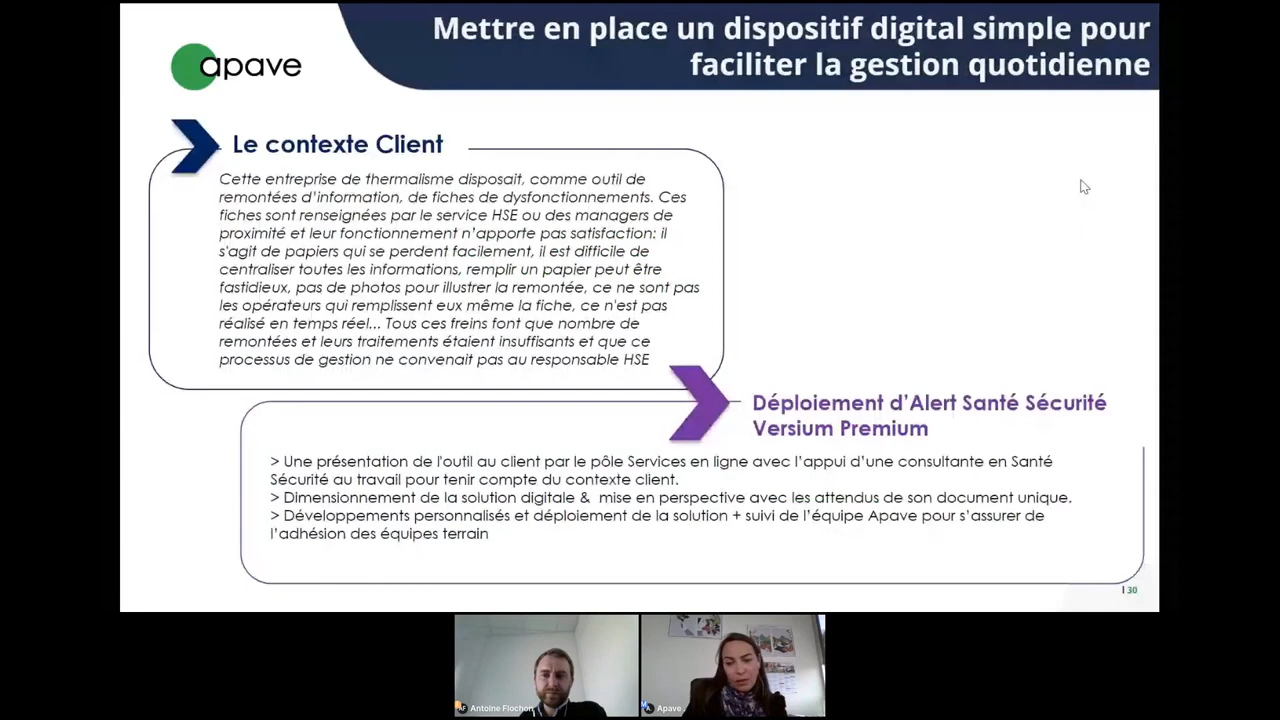 Mettre en place un dispositif digital simple pour
faciliter la gestion quotidienne
apave
Le contexte Client
Cette entreprise de thermalisme disposait, comme outil de
remontées d'information, de fiches de dysfonctionnements. Ces
fiches sont renseignées par le service HSE ou des managers de
proximité et leur fonctionnement n'apporte pas satisfaction: il
s'agit de papiers qui se perdent facilement, il est difficile de
centraliser toutes les informations, remplir un papier peut être
fastidieux, pas de photos pour illustrer la remontée, ce ne sont pas
les opérateurs qui remplissent eux même la fiche, ce n'est pas
réalisé en temps réel... Tous ces freins font que nombre de
remontées et leurs traitements étaient insuffisants et que ce
processus de gestion ne convenait pas au responsable HSE
Déploiement d'Alert Santé Sécurité
Versium Premium
> Une présentation de l'outil au client par le pôle Services en ligne avec l'appui d'une consultante en Santé
Sécurité au travail pour tenir compte du contexte client.
> Dimensionnement de la solution digitale & mise en perspective avec les attendus de son document unique.
> Développements personnalisés et déploiement de la solution + suivi de l'équipe Apave pour s'assurer de
l'adhésion des équipes terrain
| 30
AF Antoine Flochon
Apave